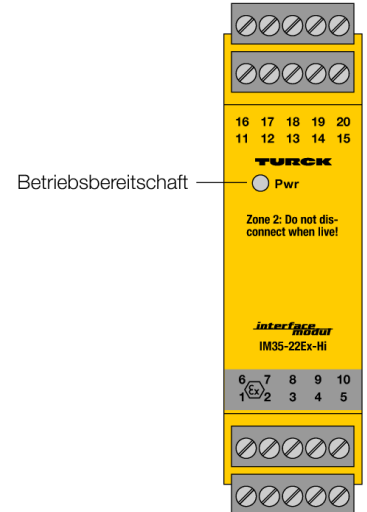 16 17 18 19 20
11 12 13 14 15
TURCK
Betriebsbereitschaft
Pwr
Zone 2: Do not dis-
connect when live!
interface
modul
IM35-22Ex-Hi
6 7 8 9 10
Ex
1 2 3 4 5